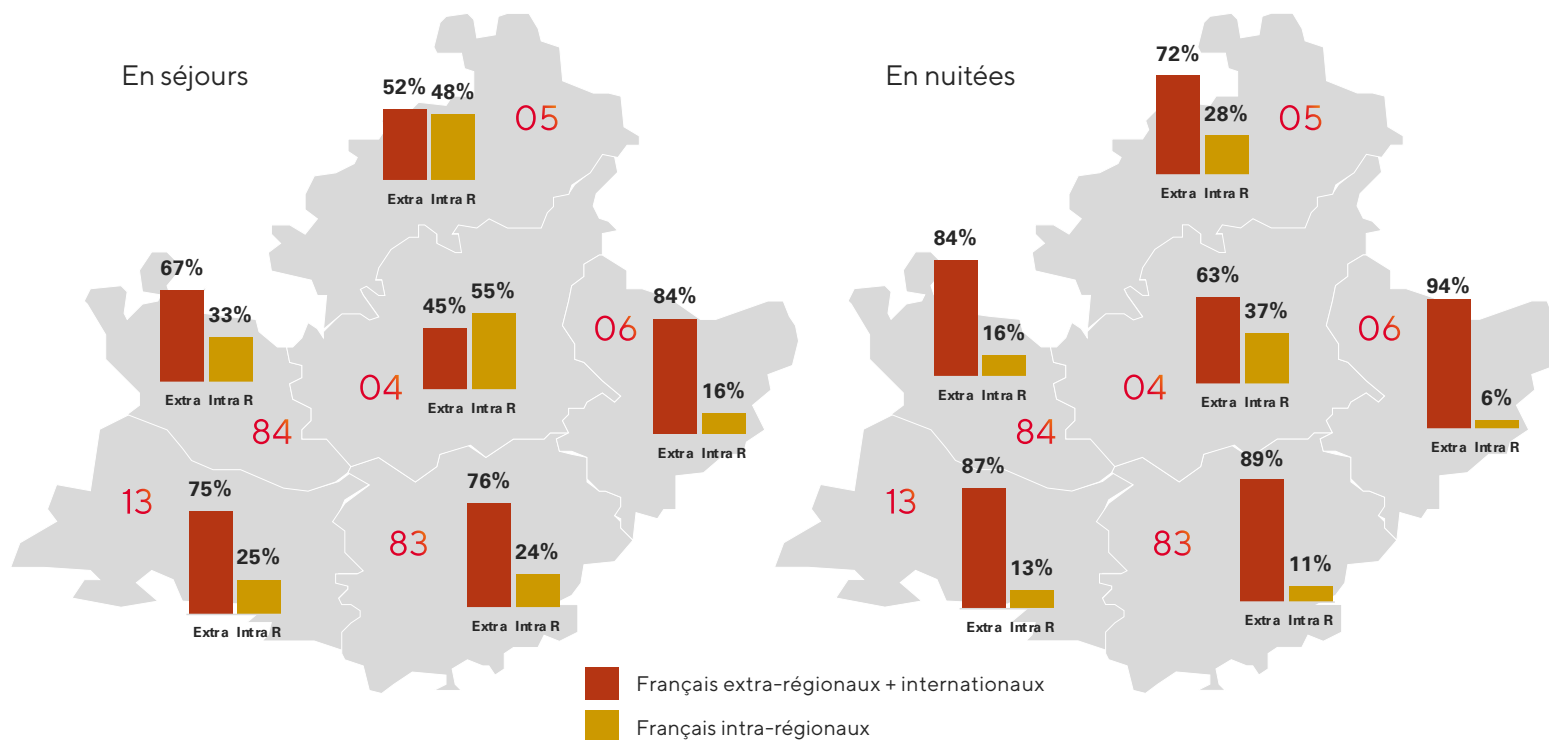 En séjours
52% 48%
05
Extra Intra R
67%
33%
Extra Intra R
84
45%
55%
04
Extra Intra R
84%
06
16%
Extra Intra R
75%
13
25%
Extra Intra R
76%
83
24%
Extra Intra R
En nuitées
72%
28%
05
Extra Intra R
84%
16%
Extra Intra R
84
63%
37%
04
Extra Intra R
94%
06
6%
Extra Intra R
87%
13
13%
Extra Intra R
89%
83
11%
Extra Intra R
Français extra-régionaux + internationaux
Français intra-régionaux